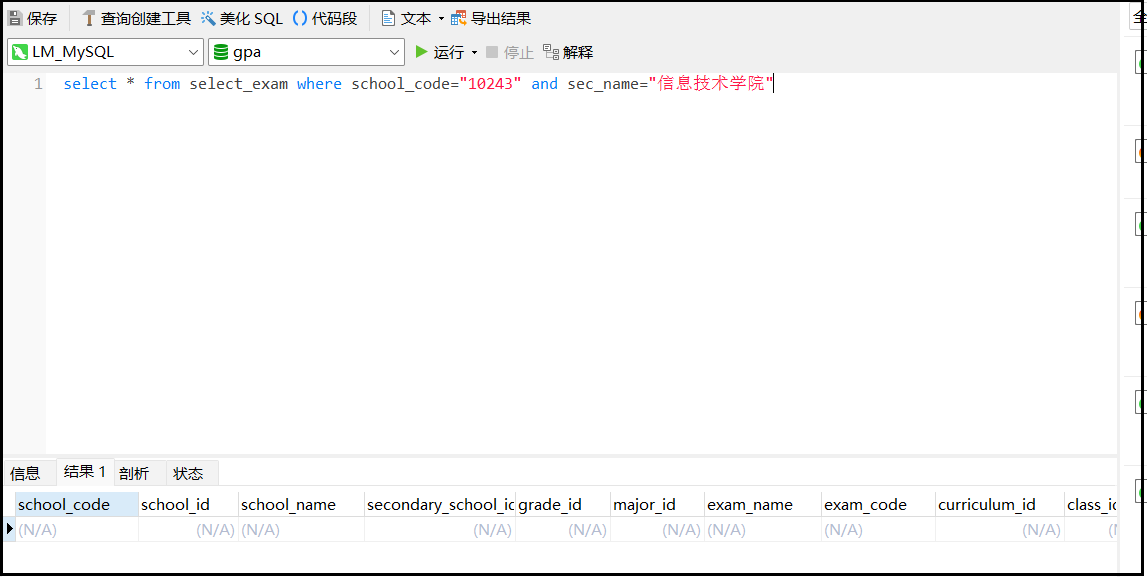 保存 查询创建工具 美化 SQL () 代码段 文本 导出结果
LM_MySQL gpa 运行 停止 解释
1 select * from select_exam where school_code="10243" and sec_name="信息技术学院"
信息 结果 1 剖析 状态
school_code school_id school_name secondary_school_id grade_id major_id exam_name exam_code curriculum_id
(N/A) (N/A) (N/A) (N/A) (N/A) (N/A) (N/A) (N/A) (N/A)